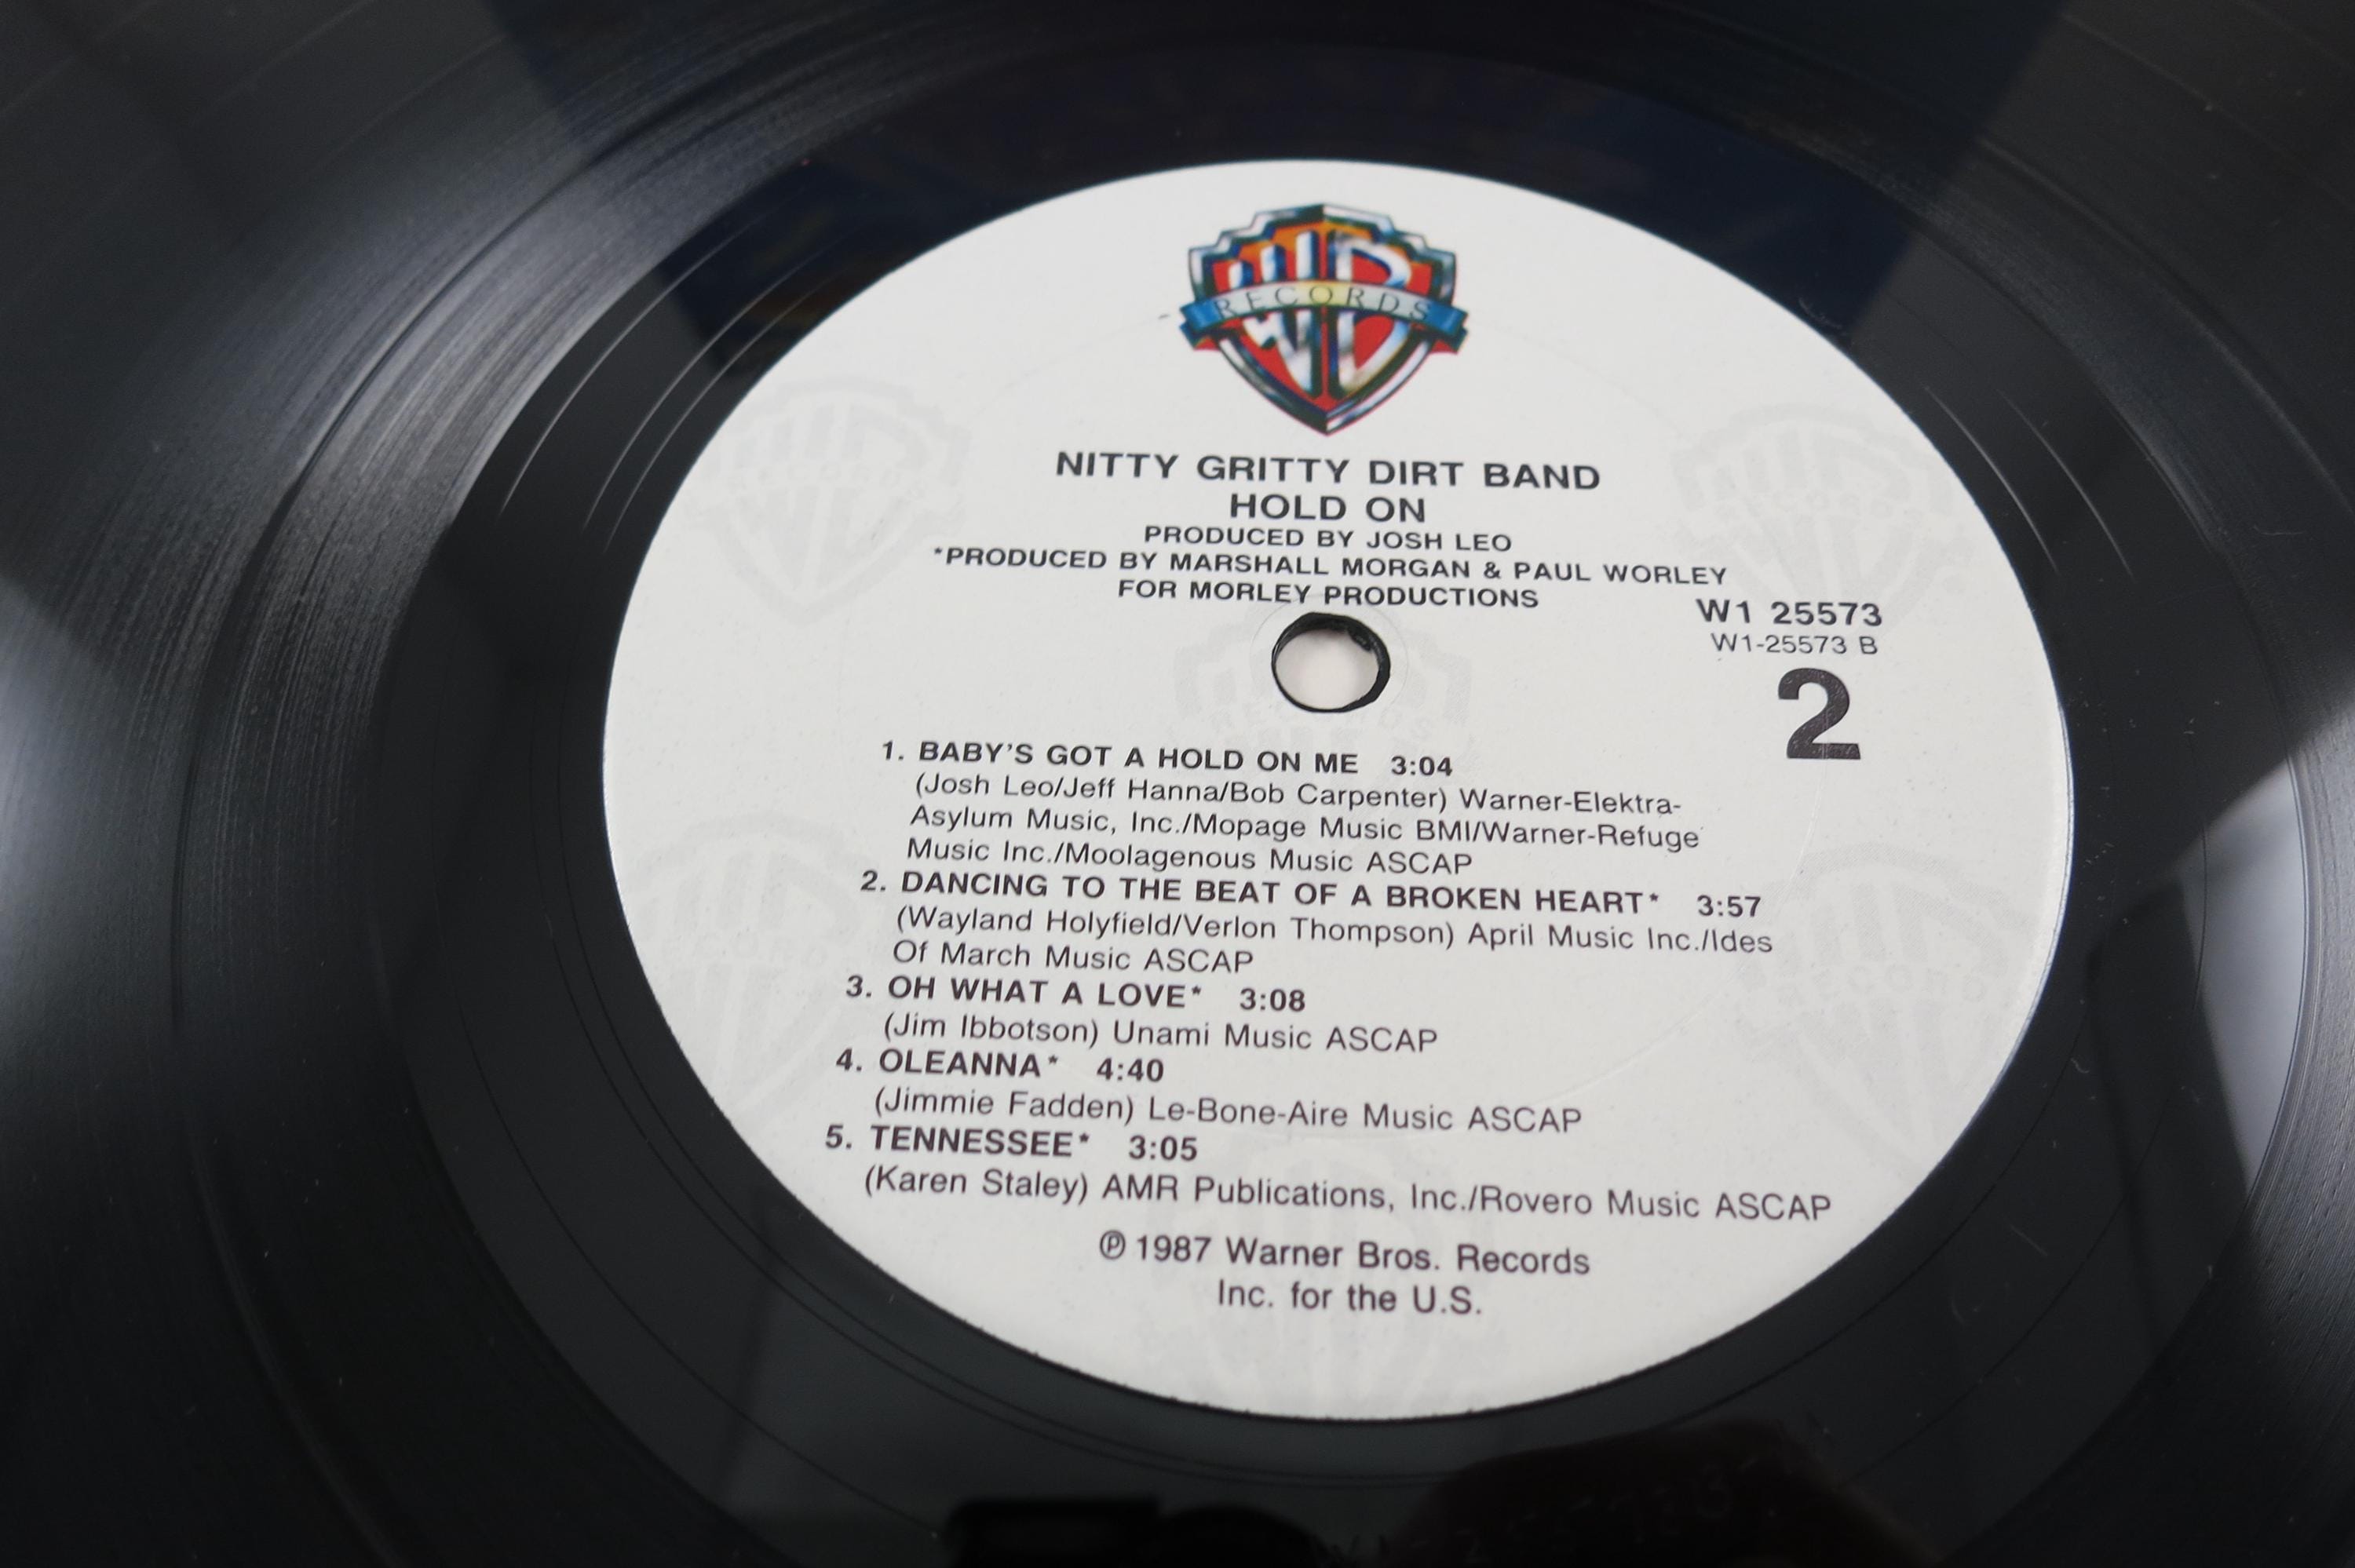 WB
RECORDS
NITTY GRITTY DIRT BAND
HOLD ON
PRODUCED BY JOSH LEO
*PRODUCED BY MARSHALL MORGAN & PAUL WORLEY
FOR MORLEY PRODUCTIONS
W1 25573
W1-25573 B
2
1. BABY'S GOT A HOLD ON ME 3:04
(Josh Leo/Jeff Hanna/Bob Carpenter) Warner-Elektra-
Asylum Music, Inc./Mopage Music BMI/Warner-Refuge
Music Inc./Moolagenous Music ASCAP
2. DANCING TO THE BEAT OF A BROKEN HEART* 3:57
(Wayland Holyfield/Verlon Thompson) April Music Inc./Ides
Of March Music ASCAP
3. OH WHAT A LOVE* 3:08
(Jim Ibbotson) Unami Music ASCAP
4. OLEANNA* 4:40
(Jimmie Fadden) Le-Bone-Aire Music ASCAP
5. TENNESSEE* 3:05
(Karen Staley) AMR Publications, Inc./Rovero Music ASCAP
℗ 1987 Warner Bros. Records
Inc. for the U.S.